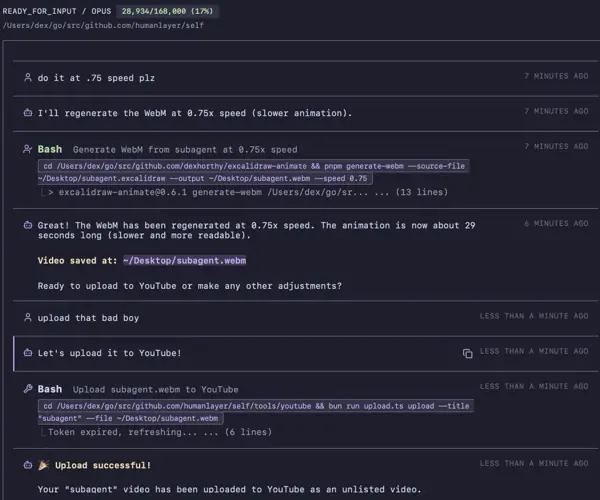 READY_FOR_INPUT / OPUS 28,934/168,000 (17%)
/Users/dex/go/src/github.com/humanlayer/self
do it at .75 speed plz 7 MINUTES AGO
I'll regenerate the WebM at 0.75x speed (slower animation). 7 MINUTES AGO
Bash Generate WebM from subagent at 0.75x speed 7 MINUTES AGO
cd /Users/dex/go/src/github.com/dexhorthy/excalidraw-animate && pnpm generate-webm --source-file
~/Desktop/subagent.excalidraw --output ~/Desktop/subagent.webm --speed 0.75
> excalidraw-animate@0.6.1 generate-webm /Users/dex/go/sr... ... (13 lines)
Great! The WebM has been regenerated at 0.75x speed. The animation is now about 29 6 MINUTES AGO
seconds long (slower and more readable).
Video saved at: ~/Desktop/subagent.webm
Ready to upload to YouTube or make any other adjustments?
upload that bad boy LESS THAN A MINUTE AGO
Let's upload it to YouTube! LESS THAN A MINUTE AGO
Bash Upload subagent.webm to YouTube LESS THAN A MINUTE AGO
cd /Users/dex/go/src/github.com/humanlayer/self/tools/youtube && bun run upload.ts upload --title
"subagent" --file ~/Desktop/subagent.webm
Token expired, refreshing... ... (6 lines)
🎉 Upload successful! LESS THAN A MINUTE AGO
Your "subagent" video has been uploaded to YouTube as an unlisted video.